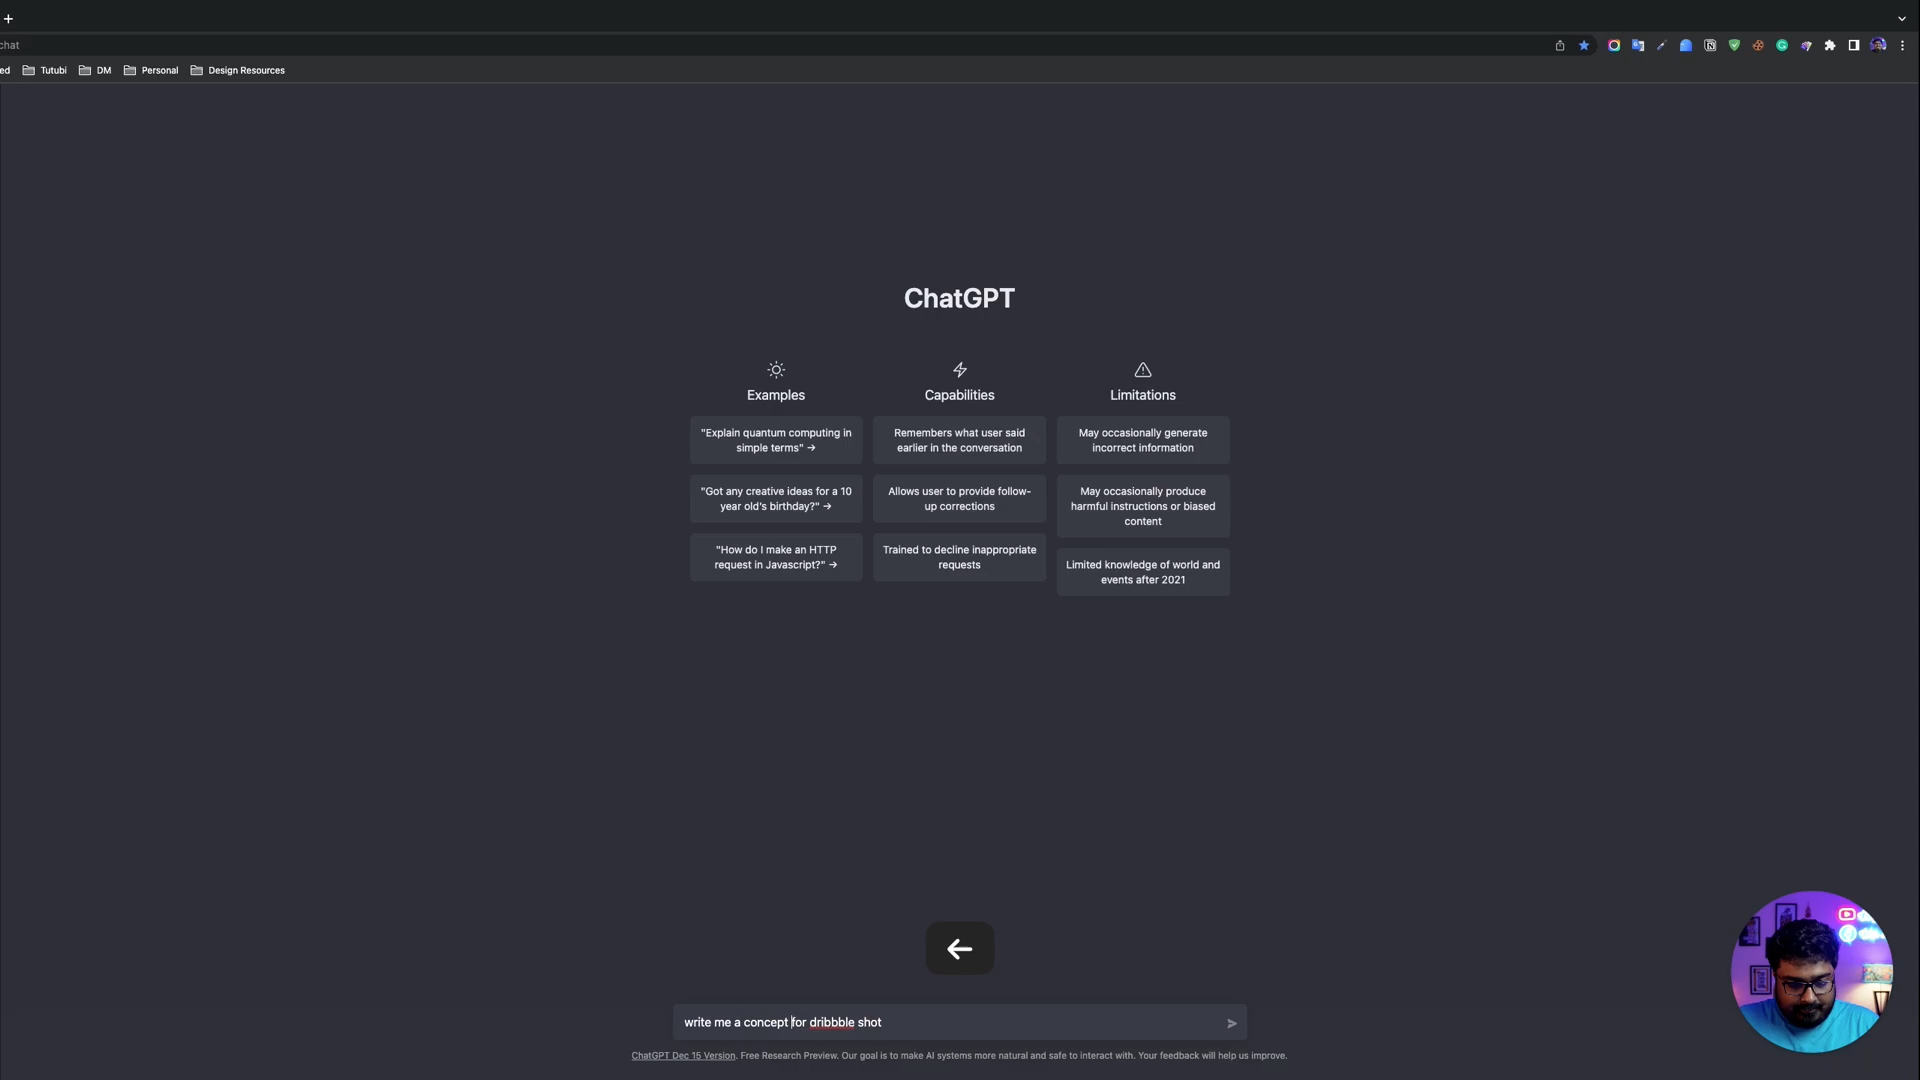 chat
ed Tutubi DM Personal Design Resources
ChatGPT
Examples
"Explain quantum computing in
simple terms" →
"Got any creative ideas for a 10
year old's birthday?" →
"How do I make an HTTP
request in Javascript?" →
Capabilities
Remembers what user said
earlier in the conversation
Allows user to provide follow-
up corrections
Trained to decline inappropriate
requests
Limitations
May occasionally generate
incorrect information
May occasionally produce
harmful instructions or biased
content
Limited knowledge of world and
events after 2021
write me a concept for dribbble shot
ChatGPT Dec 15 Version. Free Research Preview. Our goal is to make AI systems more natural and safe to interact with. Your feedback will help us improve.